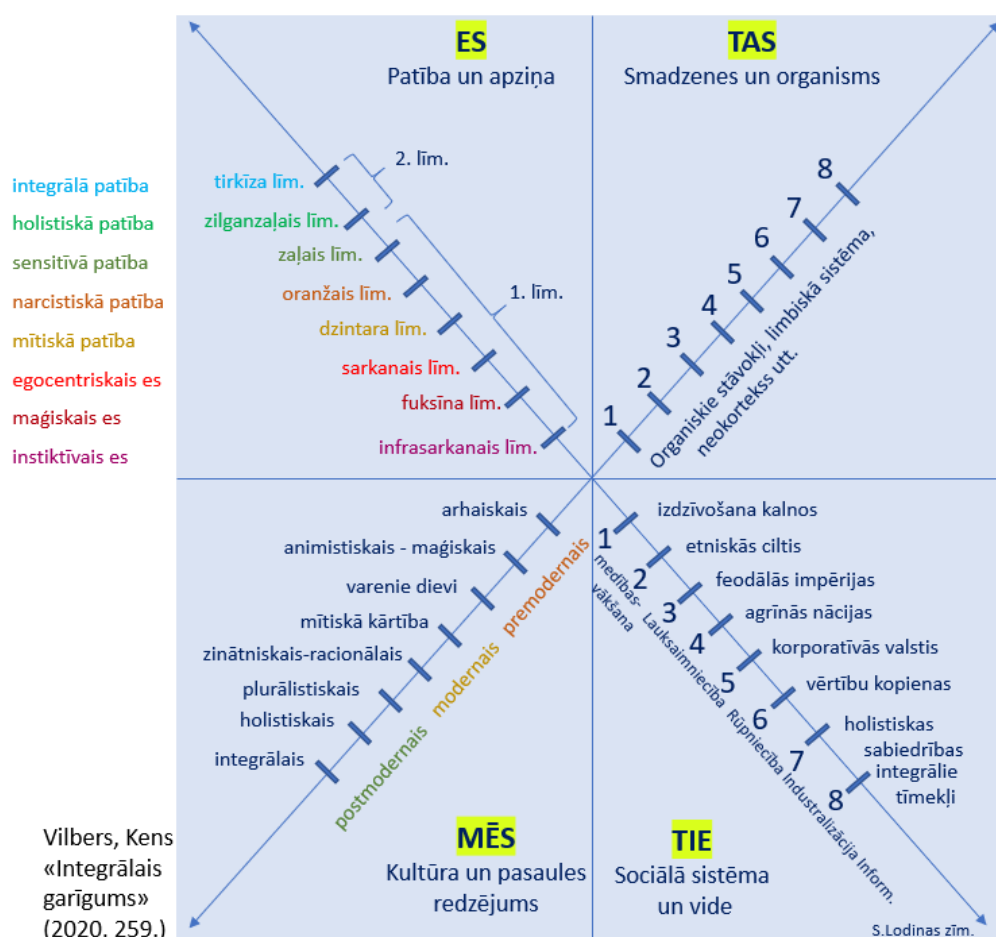 ES
Patība un apziņa
TAS
Smadzenes un organisms
2. līm.
1. līm.
integrālā patība
holistiskā patība
sensitīvā patība
narcistiskā patība
mītiskā patība
egocentriskais es
maģiskais es
instiktīvais es
tirkīza līm.
zilganzaļais līm.
zaļais līm.
oranžais līm.
dzintara līm.
sarkanais līm.
fuksīna līm.
infrasarkanais līm.
8
7
6
5
4
3
2
1
Organiskie stāvokļi, limbiskā sistēma,
neokortekss utt.
arhaiskais
animistiskais - maģiskais
varenie dievi
mītiskā kārtība
zinātniskais-racionālais
plurālistiskais
holistiskais
integrālais
premodernais
modernais
postmodernais
1
2
3
4
5
6
7
8
izdzīvošana kalnos
etniskās ciltis
feodālās impērijas
agrīnās nācijas
korporatīvās valstis
vērtību kopienas
holistiskas
sabiedrības
integrālie
tīmekļi
medības-
vākšana
Lauksaimniecība
Rūpniecība
Industralizācija
Inform.
MĒS
Kultūra un pasaules
redzējums
TIE
Sociālā sistēma
un vide
Vilbers, Kens
«Integrālais
garīgums»
(2020, 259.)
S.Lodiņas zīm.